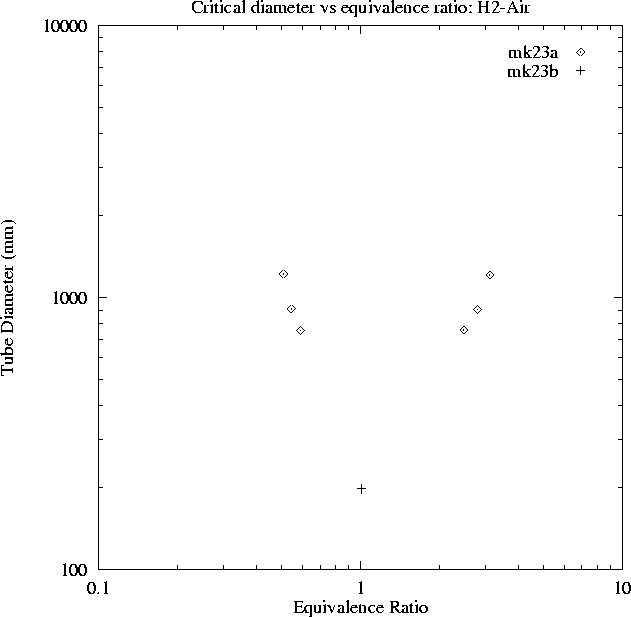 Critical diameter vs equivalence ratio: H2-Air
10000
mk23a
mk23b
Tube Diameter (mm)
1000
100
0.1
1
10
Equivalence Ratio